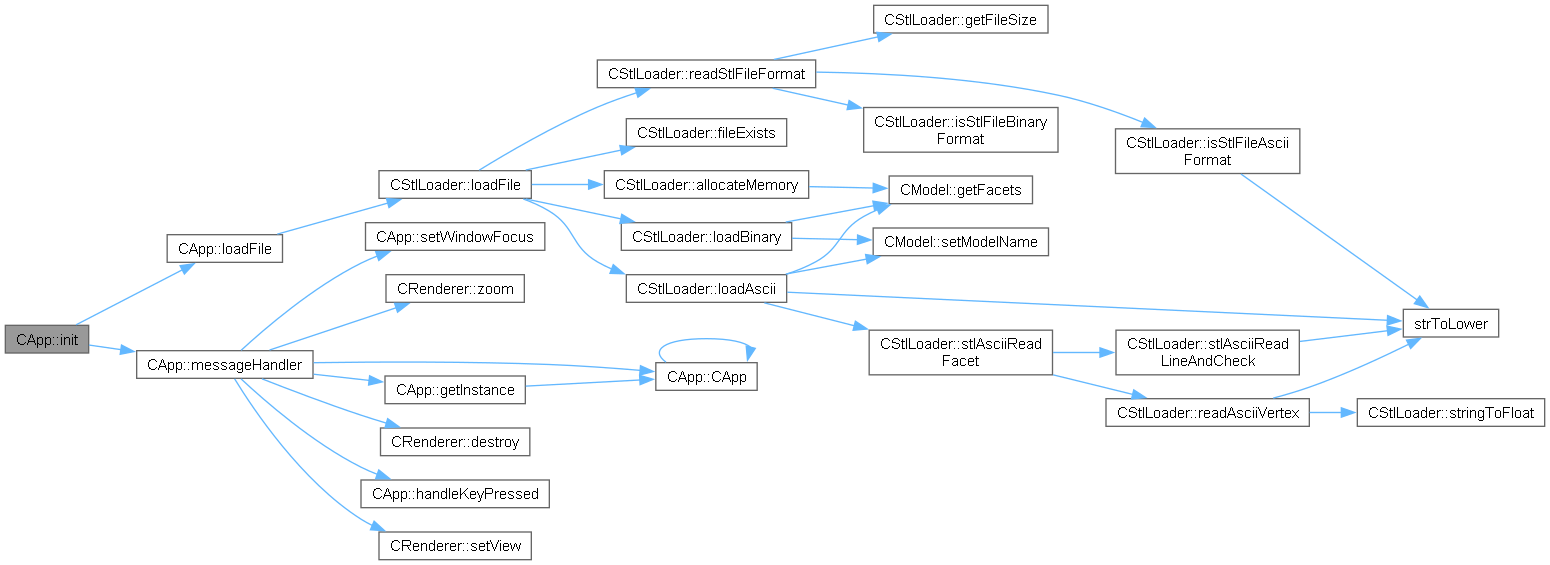 CStlLoader::getFileSize
CStlLoader::readStlFileFormat
CStlLoader::isStlFileBinary
Format
CStlLoader::fileExists
CStlLoader::isStlFileAscii
Format
CStlLoader::loadFile
CStlLoader::allocateMemory
CModel::getFacets
CApp::setWindowFocus
CStlLoader::loadBinary
CModel::setModelName
CApp::loadFile
CRenderer::zoom
CStlLoader::loadAscii
strToLower
CApp::init
CStlLoader::stlAsciiRead
Facet
CStlLoader::stlAsciiRead
LineAndCheck
CApp::messageHandler
CApp::CApp
CApp::getInstance
CStlLoader::readAsciiVertex
CStlLoader::stringToFloat
CRenderer::destroy
CApp::handleKeyPressed
CRenderer::setView